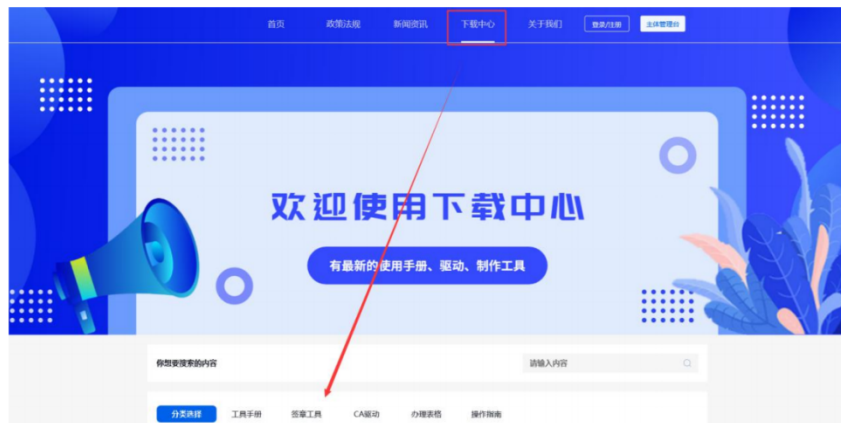 首页 政策法规 新闻资讯 下载中心 关于我们 登录/注册 主体管理台
欢迎使用下载中心
有最新的使用手册、驱动、制作工具
你想要搜索的内容 请输入内容
分类选择 工具手册 签章工具 CA驱动 办理表格 操作指南